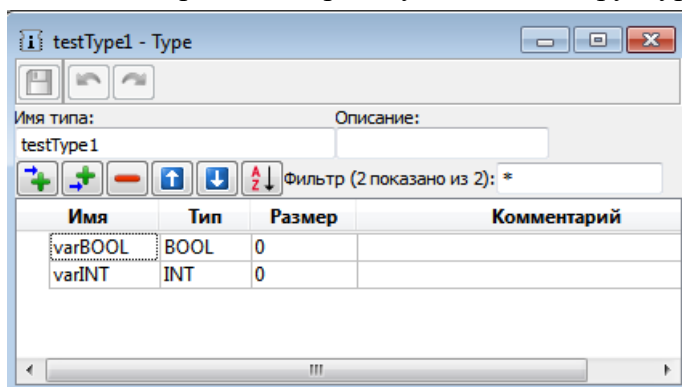 testType1 - Type
Имя типа: Описание:
testType1
Фильтр (2 показано из 2): *
Имя Тип Размер Комментарий
varBOOL BOOL 0
varINT INT 0